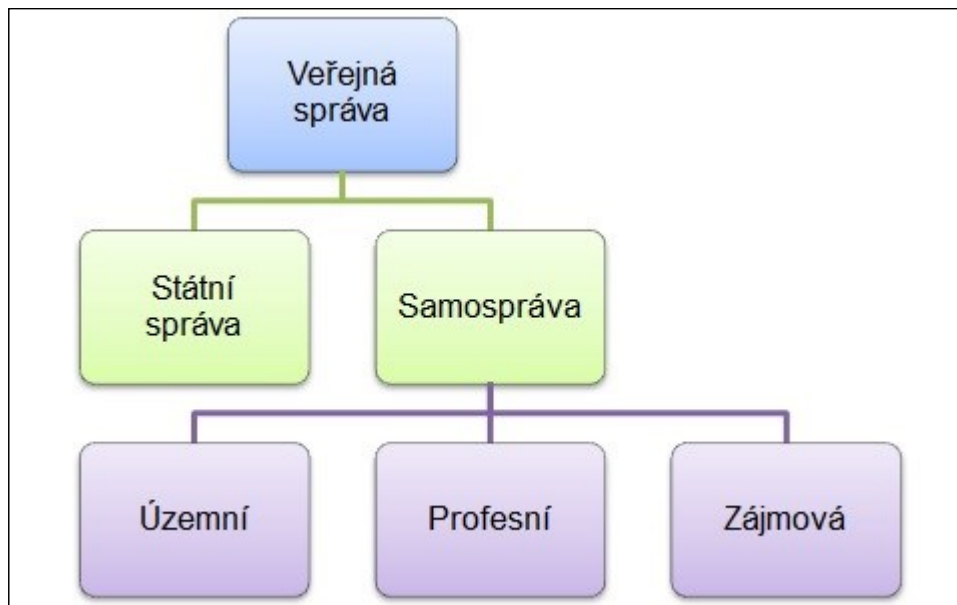 Veřejná
správa
Státní
správa
Samospráva
Územní
Profesní
Zájmová